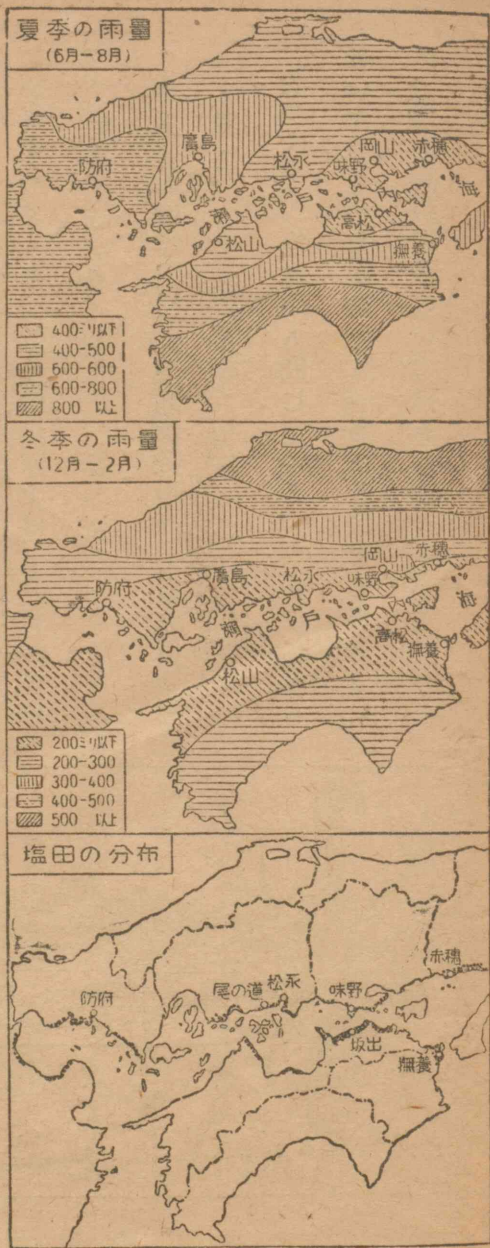 夏季の雨量
(6月－8月)
廣島
防府
松永
岡山
赤穂
味野
瀬
戸
海
高松
松山
撫養
400ミリ以下
400-500
500-600
600-800
800 以上
冬季の雨量
(12月－2月)
岡山
赤穂
防府
廣島
松永
味野
瀬
戸
海
高松
撫養
松山
200ミリ以下
200-300
300-400
400-500
500 以上
塩田の分布
赤穂
防府
尾の道
松永
味野
坂出
撫養